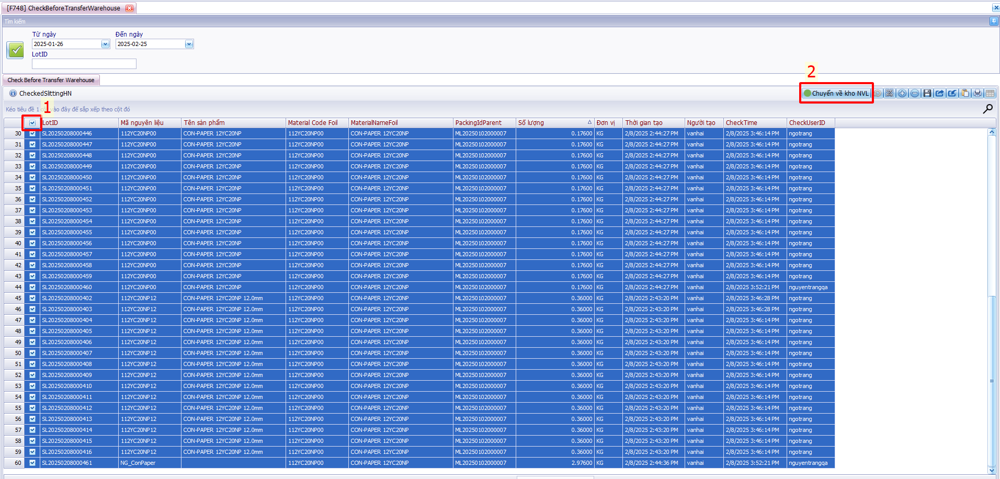 [F748] CheckBeforeTransferWarehouse
Tìm kiếm
Từ ngày Đến ngày
2025-01-26 2025-02-25
LotID
2
Check Before Transfer Warehouse
CheckedSlittingHN Chuyển về kho NVL
1
Kéo tiêu đề 1 cột vào đây để sắp xếp theo cột đó
LotID Mã nguyên liệu Tên sản phẩm Material Code Foil MaterialNameFoil PackingIdParent Số lượng Đơn vị Thời gian tạo Người tạo CheckTime CheckUserID
30 SL20250208000446 112YC20NP00 CON-PAPER 12YC20NP 112YC20NP00 CON-PAPER 12YC20NP ML20250102000007 0.17600 KG 2/8/2025 2:44:27 PM vanhai 2/8/2025 3:46:14 PM ngotrang
31 SL20250208000447 112YC20NP00 CON-PAPER 12YC20NP 112YC20NP00 CON-PAPER 12YC20NP ML20250102000007 0.17600 KG 2/8/2025 2:44:27 PM vanhai 2/8/2025 3:46:14 PM ngotrang
32 SL20250208000448 112YC20NP00 CON-PAPER 12YC20NP 112YC20NP00 CON-PAPER 12YC20NP ML20250102000007 0.17600 KG 2/8/2025 2:44:27 PM vanhai 2/8/2025 3:46:14 PM ngotrang
33 SL20250208000449 112YC20NP00 CON-PAPER 12YC20NP 112YC20NP00 CON-PAPER 12YC20NP ML20250102000007 0.17600 KG 2/8/2025 2:44:27 PM vanhai 2/8/2025 3:46:14 PM ngotrang
34 SL20250208000450 112YC20NP00 CON-PAPER 12YC20NP 112YC20NP00 CON-PAPER 12YC20NP ML20250102000007 0.17600 KG 2/8/2025 2:44:27 PM vanhai 2/8/2025 3:46:14 PM ngotrang
35 SL20250208000451 112YC20NP00 CON-PAPER 12YC20NP 112YC20NP00 CON-PAPER 12YC20NP ML20250102000007 0.17600 KG 2/8/2025 2:44:27 PM vanhai 2/8/2025 3:46:14 PM ngotrang
36 SL20250208000452 112YC20NP00 CON-PAPER 12YC20NP 112YC20NP00 CON-PAPER 12YC20NP ML20250102000007 0.17600 KG 2/8/2025 2:44:27 PM vanhai 2/8/2025 3:46:14 PM ngotrang
37 SL20250208000453 112YC20NP00 CON-PAPER 12YC20NP 112YC20NP00 CON-PAPER 12YC20NP ML20250102000007 0.17600 KG 2/8/2025 2:44:27 PM vanhai 2/8/2025 3:46:14 PM ngotrang
38 SL20250208000454 112YC20NP00 CON-PAPER 12YC20NP 112YC20NP00 CON-PAPER 12YC20NP ML20250102000007 0.17600 KG 2/8/2025 2:44:27 PM vanhai 2/8/2025 3:46:14 PM ngotrang
39 SL20250208000455 112YC20NP00 CON-PAPER 12YC20NP 112YC20NP00 CON-PAPER 12YC20NP ML20250102000007 0.17600 KG 2/8/2025 2:44:27 PM vanhai 2/8/2025 3:46:14 PM ngotrang
40 SL20250208000456 112YC20NP00 CON-PAPER 12YC20NP 112YC20NP00 CON-PAPER 12YC20NP ML20250102000007 0.17600 KG 2/8/2025 2:44:27 PM vanhai 2/8/2025 3:46:14 PM ngotrang
41 SL20250208000457 112YC20NP00 CON-PAPER 12YC20NP 112YC20NP00 CON-PAPER 12YC20NP ML20250102000007 0.17600 KG 2/8/2025 2:44:27 PM vanhai 2/8/2025 3:46:14 PM ngotrang
42 SL20250208000458 112YC20NP00 CON-PAPER 12YC20NP 112YC20NP00 CON-PAPER 12YC20NP ML20250102000007 0.17600 KG 2/8/2025 2:44:27 PM vanhai 2/8/2025 3:46:14 PM ngotrang
43 SL20250208000459 112YC20NP00 CON-PAPER 12YC20NP 112YC20NP00 CON-PAPER 12YC20NP ML20250102000007 0.17600 KG 2/8/2025 2:44:27 PM vanhai 2/8/2025 3:46:14 PM ngotrang
44 SL20250208000460 112YC20NP00 CON-PAPER 12YC20NP 112YC20NP00 CON-PAPER 12YC20NP ML20250102000007 0.17600 KG 2/8/2025 2:44:27 PM vanhai 2/8/2025 3:52:21 PM nguyentrangqa
45 SL20250208000402 112YC20NP12 CON-PAPER 12YC20NP 12.0mm 112YC20NP00 CON-PAPER 12YC20NP ML20250102000007 0.36000 KG 2/8/2025 2:43:20 PM vanhai 2/8/2025 3:46:28 PM ngotrang
46 SL20250208000403 112YC20NP12 CON-PAPER 12YC20NP 12.0mm 112YC20NP00 CON-PAPER 12YC20NP ML20250102000007 0.36000 KG 2/8/2025 2:43:20 PM vanhai 2/8/2025 3:46:28 PM ngotrang
47 SL20250208000404 112YC20NP12 CON-PAPER 12YC20NP 12.0mm 112YC20NP00 CON-PAPER 12YC20NP ML20250102000007 0.36000 KG 2/8/2025 2:43:20 PM vanhai 2/8/2025 3:46:14 PM ngotrang
48 SL20250208000405 112YC20NP12 CON-PAPER 12YC20NP 12.0mm 112YC20NP00 CON-PAPER 12YC20NP ML20250102000007 0.36000 KG 2/8/2025 2:43:20 PM vanhai 2/8/2025 3:46:14 PM ngotrang
49 SL20250208000406 112YC20NP12 CON-PAPER 12YC20NP 12.0mm 112YC20NP00 CON-PAPER 12YC20NP ML20250102000007 0.36000 KG 2/8/2025 2:43:20 PM vanhai 2/8/2025 3:46:14 PM ngotrang
50 SL20250208000407 112YC20NP12 CON-PAPER 12YC20NP 12.0mm 112YC20NP00 CON-PAPER 12YC20NP ML20250102000007 0.36000 KG 2/8/2025 2:43:20 PM vanhai 2/8/2025 3:46:14 PM ngotrang
51 SL20250208000408 112YC20NP12 CON-PAPER 12YC20NP 12.0mm 112YC20NP00 CON-PAPER 12YC20NP ML20250102000007 0.36000 KG 2/8/2025 2:43:20 PM vanhai 2/8/2025 3:46:14 PM ngotrang
52 SL20250208000409 112YC20NP12 CON-PAPER 12YC20NP 12.0mm 112YC20NP00 CON-PAPER 12YC20NP ML20250102000007 0.36000 KG 2/8/2025 2:43:20 PM vanhai 2/8/2025 3:46:14 PM ngotrang
53 SL20250208000410 112YC20NP12 CON-PAPER 12YC20NP 12.0mm 112YC20NP00 CON-PAPER 12YC20NP ML20250102000007 0.36000 KG 2/8/2025 2:43:20 PM vanhai 2/8/2025 3:46:14 PM ngotrang
54 SL20250208000411 112YC20NP12 CON-PAPER 12YC20NP 12.0mm 112YC20NP00 CON-PAPER 12YC20NP ML20250102000007 0.36000 KG 2/8/2025 2:43:20 PM vanhai 2/8/2025 3:46:14 PM ngotrang
55 SL20250208000412 112YC20NP12 CON-PAPER 12YC20NP 12.0mm 112YC20NP00 CON-PAPER 12YC20NP ML20250102000007 0.36000 KG 2/8/2025 2:43:20 PM vanhai 2/8/2025 3:46:14 PM ngotrang
56 SL20250208000413 112YC20NP12 CON-PAPER 12YC20NP 12.0mm 112YC20NP00 CON-PAPER 12YC20NP ML20250102000007 0.36000 KG 2/8/2025 2:43:20 PM vanhai 2/8/2025 3:46:14 PM ngotrang
57 SL20250208000414 112YC20NP12 CON-PAPER 12YC20NP 12.0mm 112YC20NP00 CON-PAPER 12YC20NP ML20250102000007 0.36000 KG 2/8/2025 2:43:20 PM vanhai 2/8/2025 3:46:14 PM ngotrang
58 SL20250208000415 112YC20NP12 CON-PAPER 12YC20NP 12.0mm 112YC20NP00 CON-PAPER 12YC20NP ML20250102000007 0.36000 KG 2/8/2025 2:43:20 PM vanhai 2/8/2025 3:46:14 PM ngotrang
59 SL20250208000416 112YC20NP12 CON-PAPER 12YC20NP 12.0mm 112YC20NP00 CON-PAPER 12YC20NP ML20250102000007 0.36000 KG 2/8/2025 2:43:20 PM vanhai 2/8/2025 3:46:14 PM ngotrang
60 SL20250208000461 NG_ConPaper 112YC20NP00 CON-PAPER 12YC20NP ML20250102000007 2.97600 KG 2/8/2025 2:44:36 PM vanhai 2/8/2025 3:52:21 PM nguyentrangqa